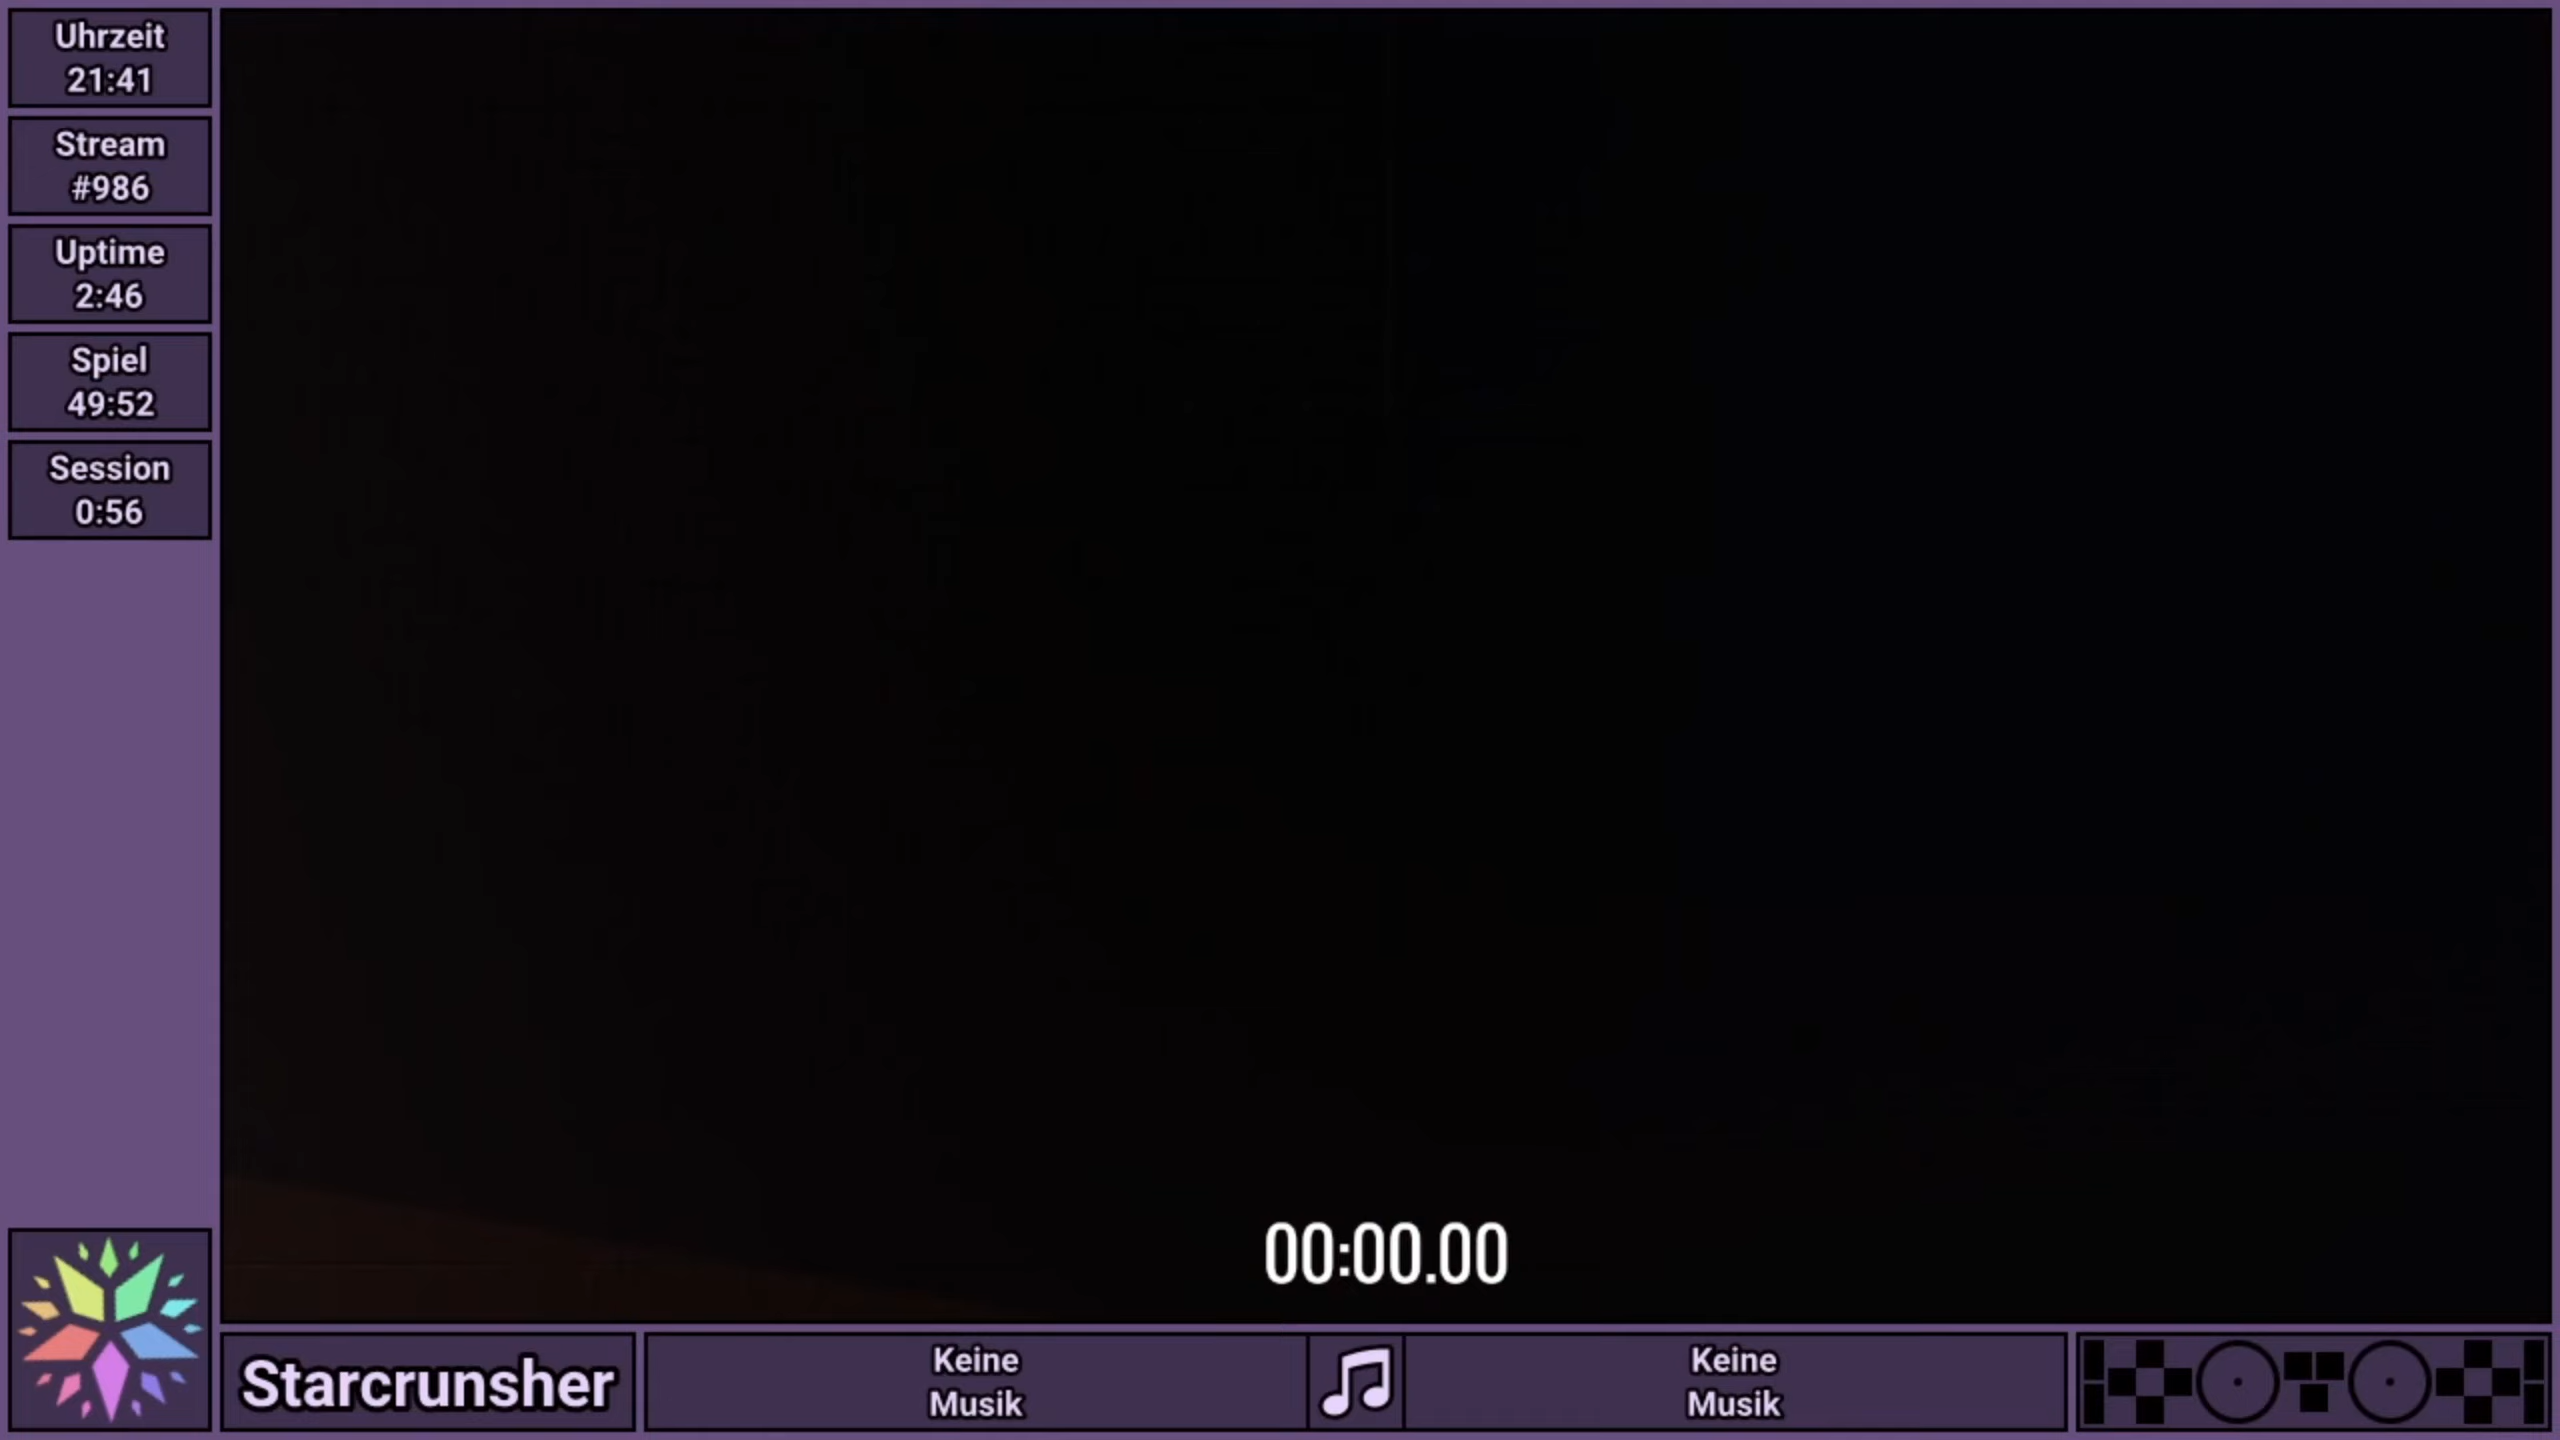 Uhrzeit
21:41
Stream
#986
Uptime
2:46
Spiel
49:52
Session
0:56
00:00.00
Starcrunsher
Keine
Musik
Keine
Musik